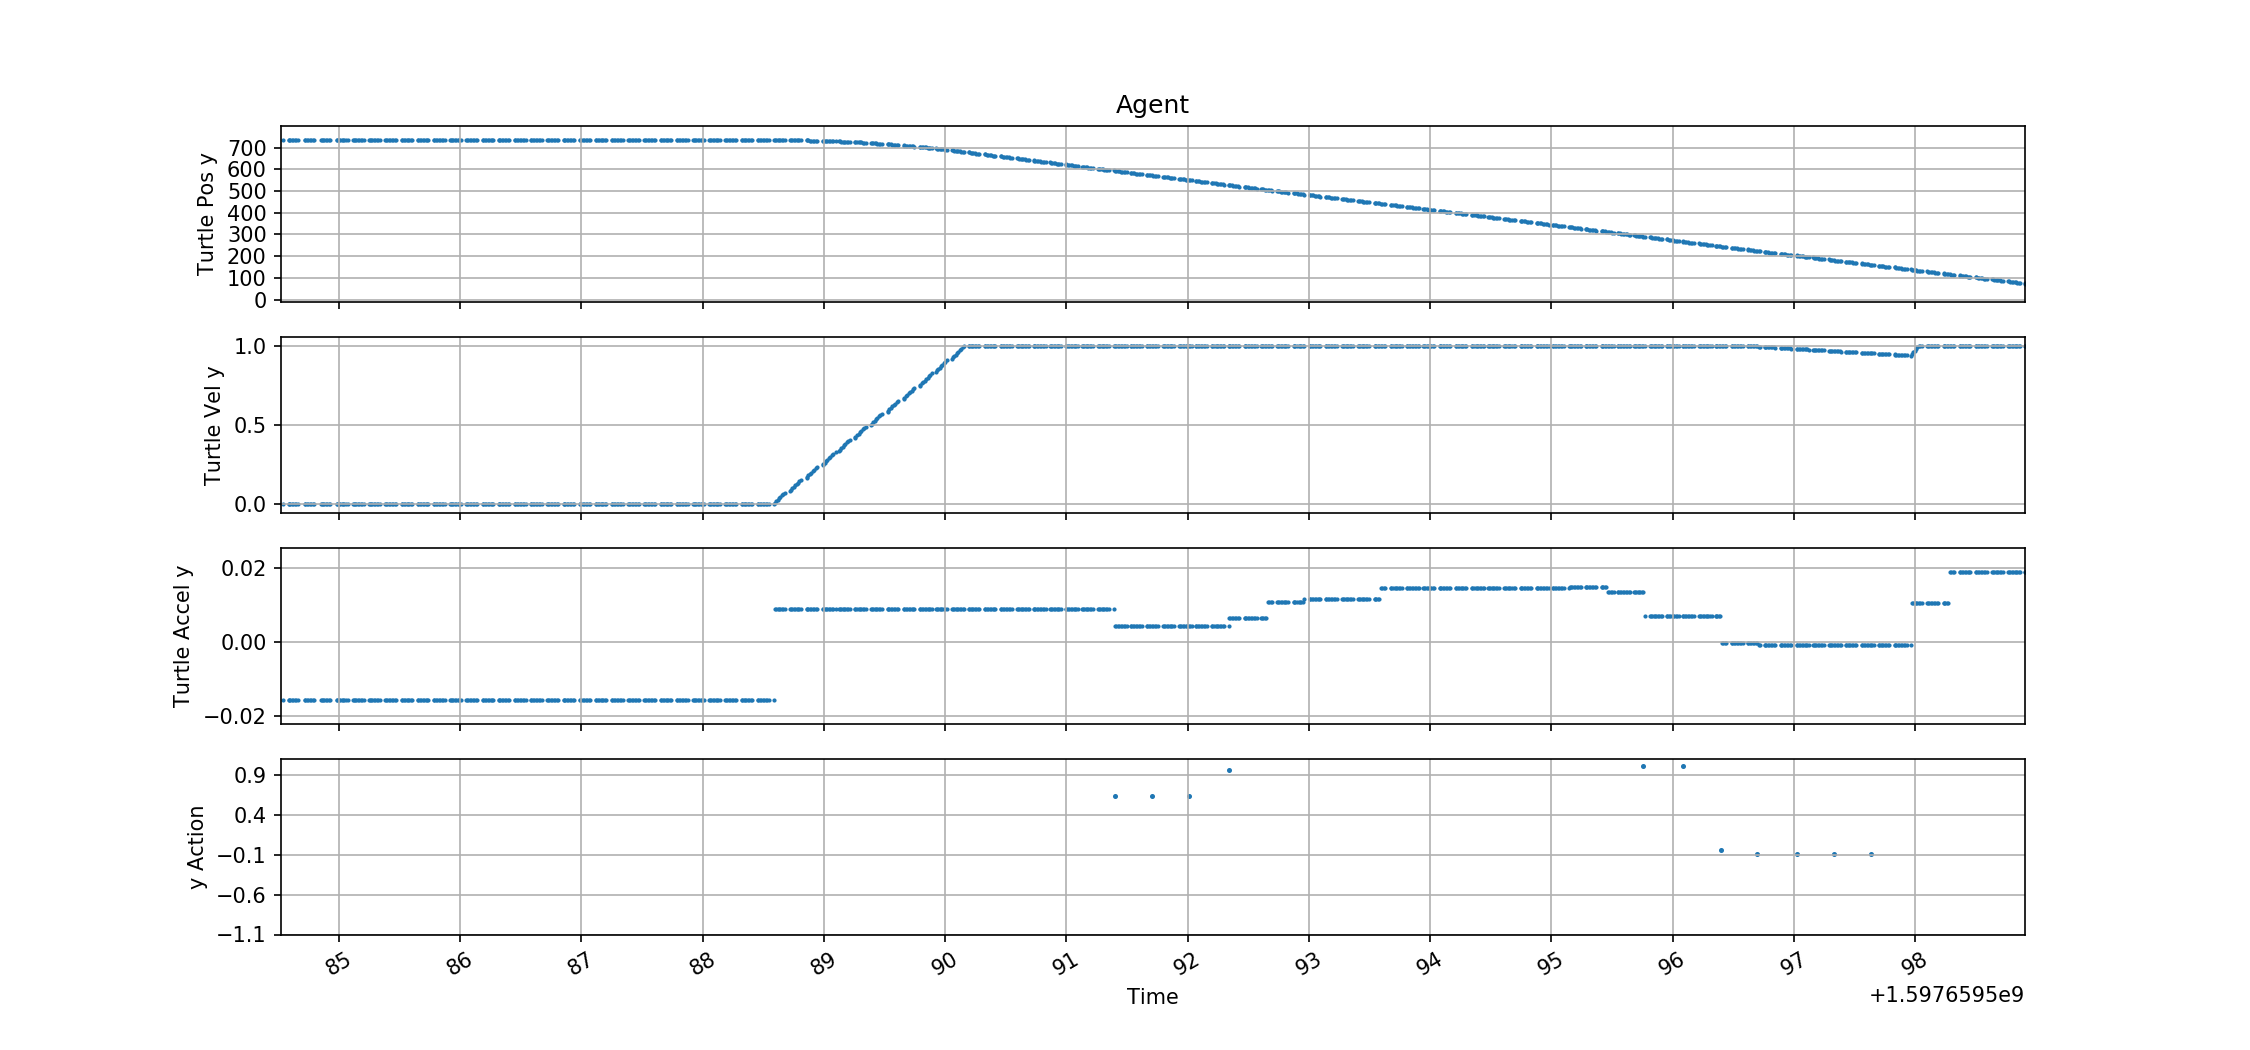 Agent
Turtle Pos y
700
600
500
400
300
200
100
0
Turtle Vel y
1.0
0.5
0.0
Turtle Accel y
0.02
0.00
−0.02
y Action
0.9
0.4
−0.1
−0.6
−1.1
85 86 87 88 89 90 91 92 93 94 95 96 97 98
Time
+1.5976595e9